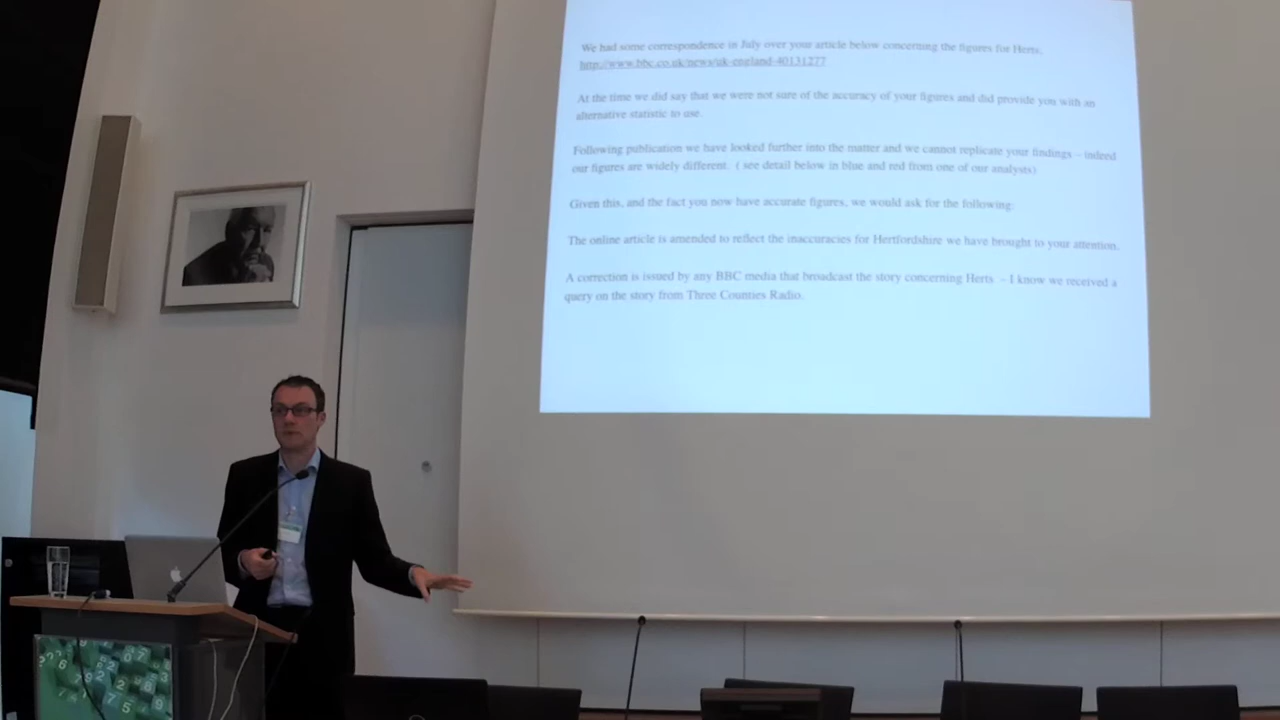 We had some correspondence in July over your article below concerning the figures for Herts.
http://www.bbc.co.uk/news/uk-england-40131277
At the time we did say that we were not sure of the accuracy of your figures and did provide you with an
alternative statistic to use.
Following publication we have looked further into the matter and we cannot replicate your findings – indeed
our figures are widely different. ( see detail below in blue and red from one of our analysts)
Given this, and the fact you now have accurate figures, we would ask for the following:
The online article is amended to reflect the inaccuracies for Hertfordshire we have brought to your attention.
A correction is issued by any BBC media that broadcast the story concerning Herts – I know we received a
query on the story from Three Counties Radio.